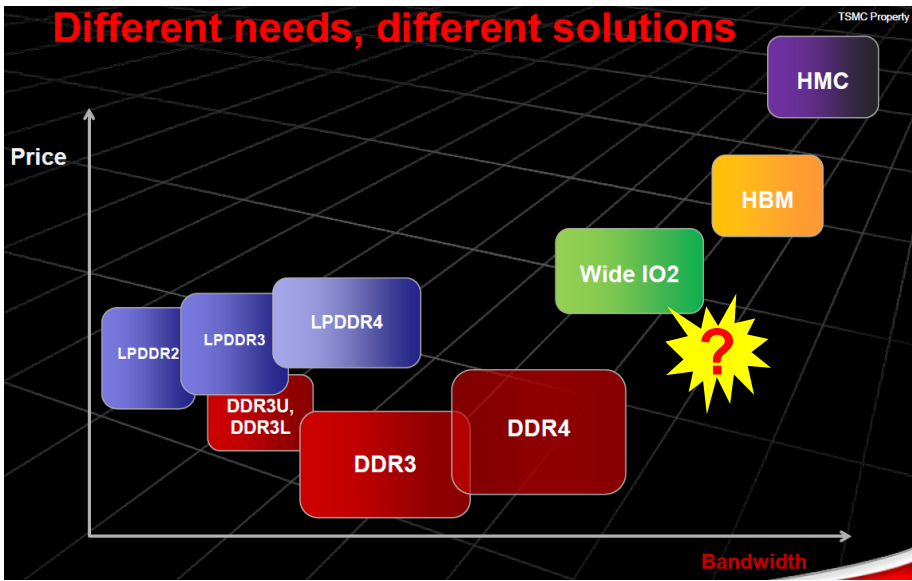 TSMC Property
Different needs, different solutions
HMC
Price
HBM
Wide IO2
LPDDR2
LPDDR3
LPDDR4
?
DDR3U,
DDR3L
DDR3
DDR4
Bandwidth